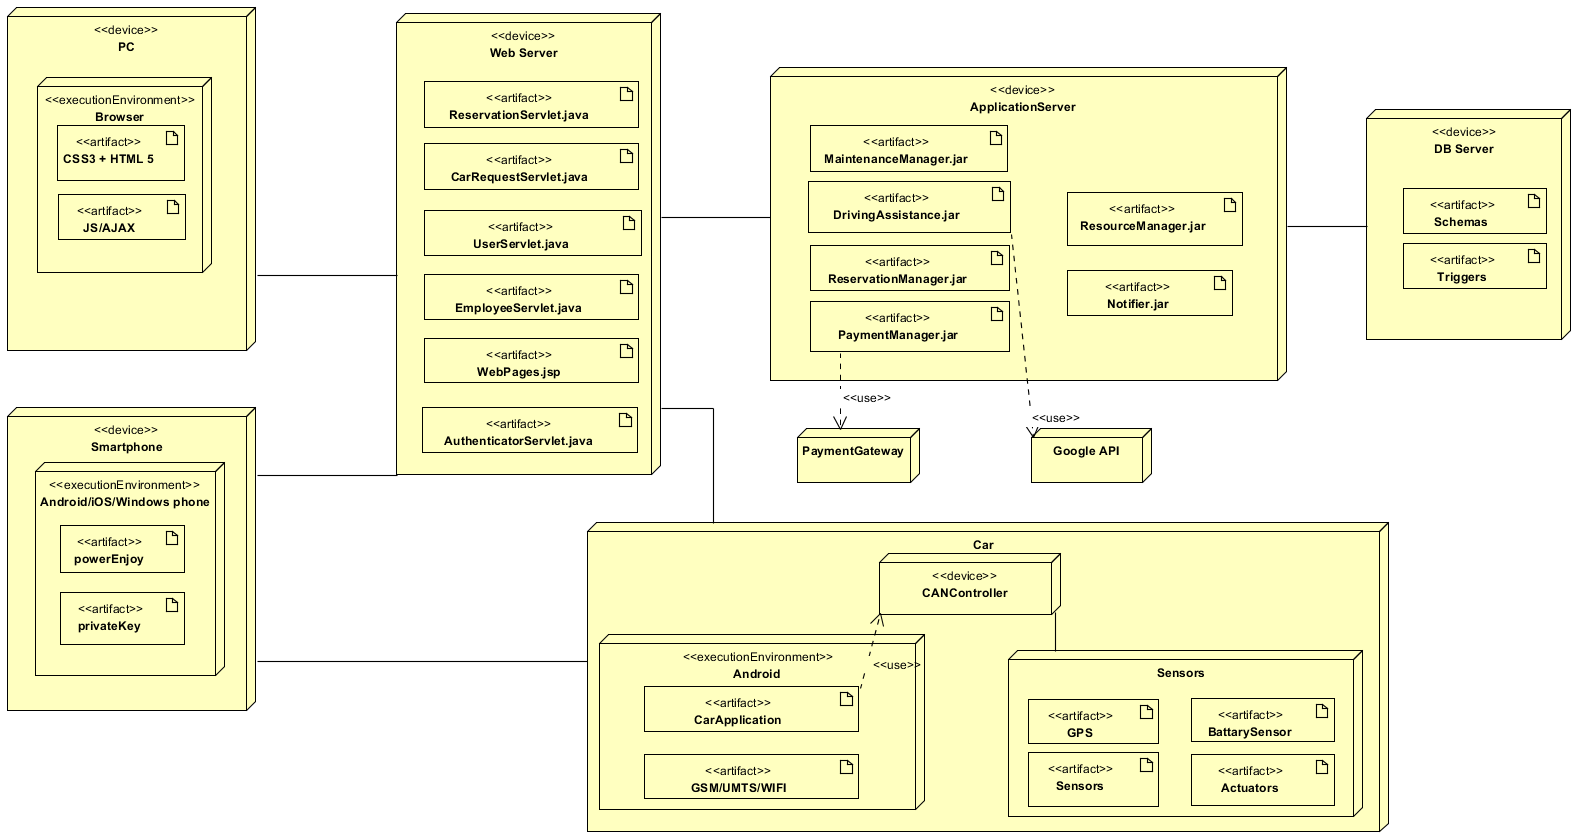 <<device>>
PC
<<executionEnvironment>>
Browser
<<artifact>>
CSS3 + HTML 5
<<artifact>>
JS/AJAX
<<device>>
Web Server
<<artifact>>
ReservationServlet.java
<<artifact>>
CarRequestServlet.java
<<artifact>>
UserServlet.java
<<artifact>>
EmployeeServlet.java
<<artifact>>
WebPages.jsp
<<artifact>>
AuthenticatorServlet.java
<<device>>
ApplicationServer
<<artifact>>
MaintenanceManager.jar
<<artifact>>
DrivingAssistance.jar
<<artifact>>
ReservationManager.jar
<<artifact>>
PaymentManager.jar
<<artifact>>
ResourceManager.jar
<<artifact>>
Notifier.jar
<<device>>
DB Server
<<artifact>>
Schemas
<<artifact>>
Triggers
<<use>>
<<use>>
PaymentGateway
Google API
<<device>>
Smartphone
<<executionEnvironment>>
Android/iOS/Windows phone
<<artifact>>
powerEnjoy
<<artifact>>
privateKey
Car
<<device>>
CANController
<<executionEnvironment>>
Android
<<use>>
<<artifact>>
CarApplication
<<artifact>>
GSM/UMTS/WIFI
Sensors
<<artifact>>
GPS
<<artifact>>
BattarySensor
<<artifact>>
Sensors
<<artifact>>
Actuators